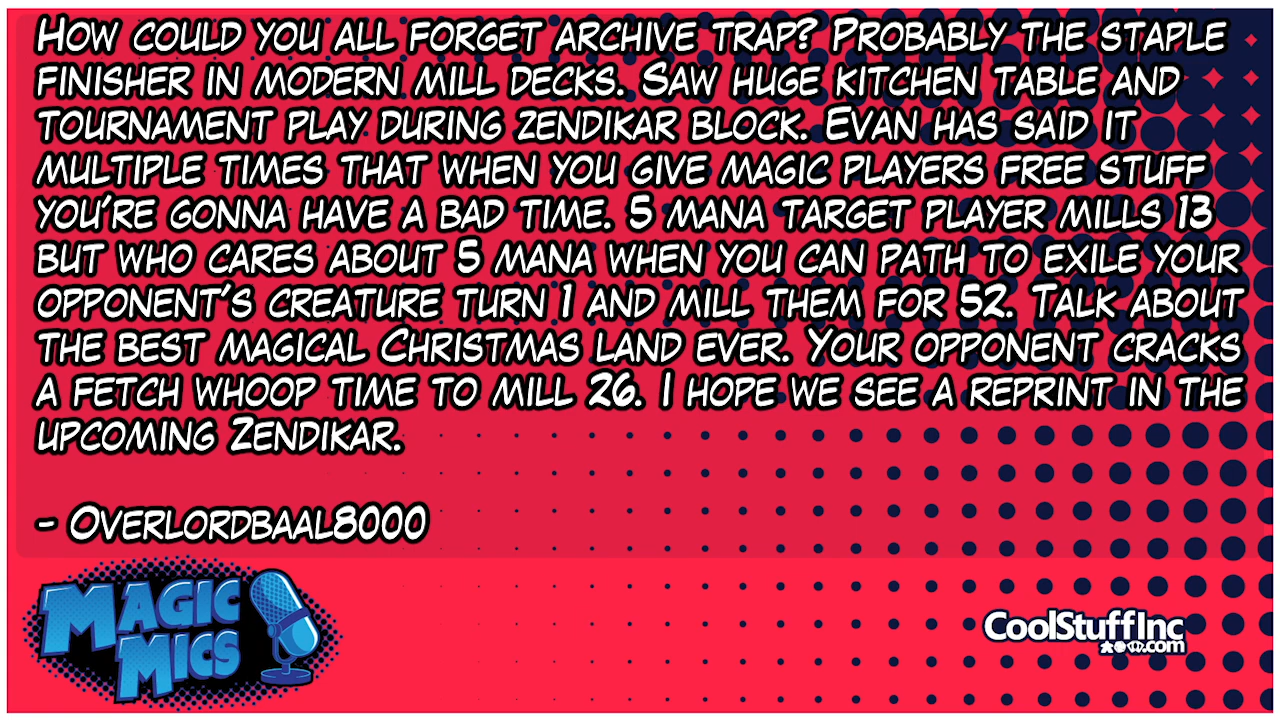 How could you all forget archive trap? Probably the staple
finisher in modern mill decks. Saw huge kitchen table and
tournament play during zendikar block. Evan has said it
multiple times that when you give magic players free stuff
you're gonna have a bad time. 5 mana target player mills 13
but who cares about 5 mana when you can path to exile your
opponent's creature turn 1 and mill them for 52. Talk about
the best magical Christmas land ever. Your opponent cracks
a fetch whoop time to mill 26. I hope we see a reprint in the
upcoming Zendikar.
- Overlordbaal8000
MAGIC
MICS
CoolStuffInc
.com